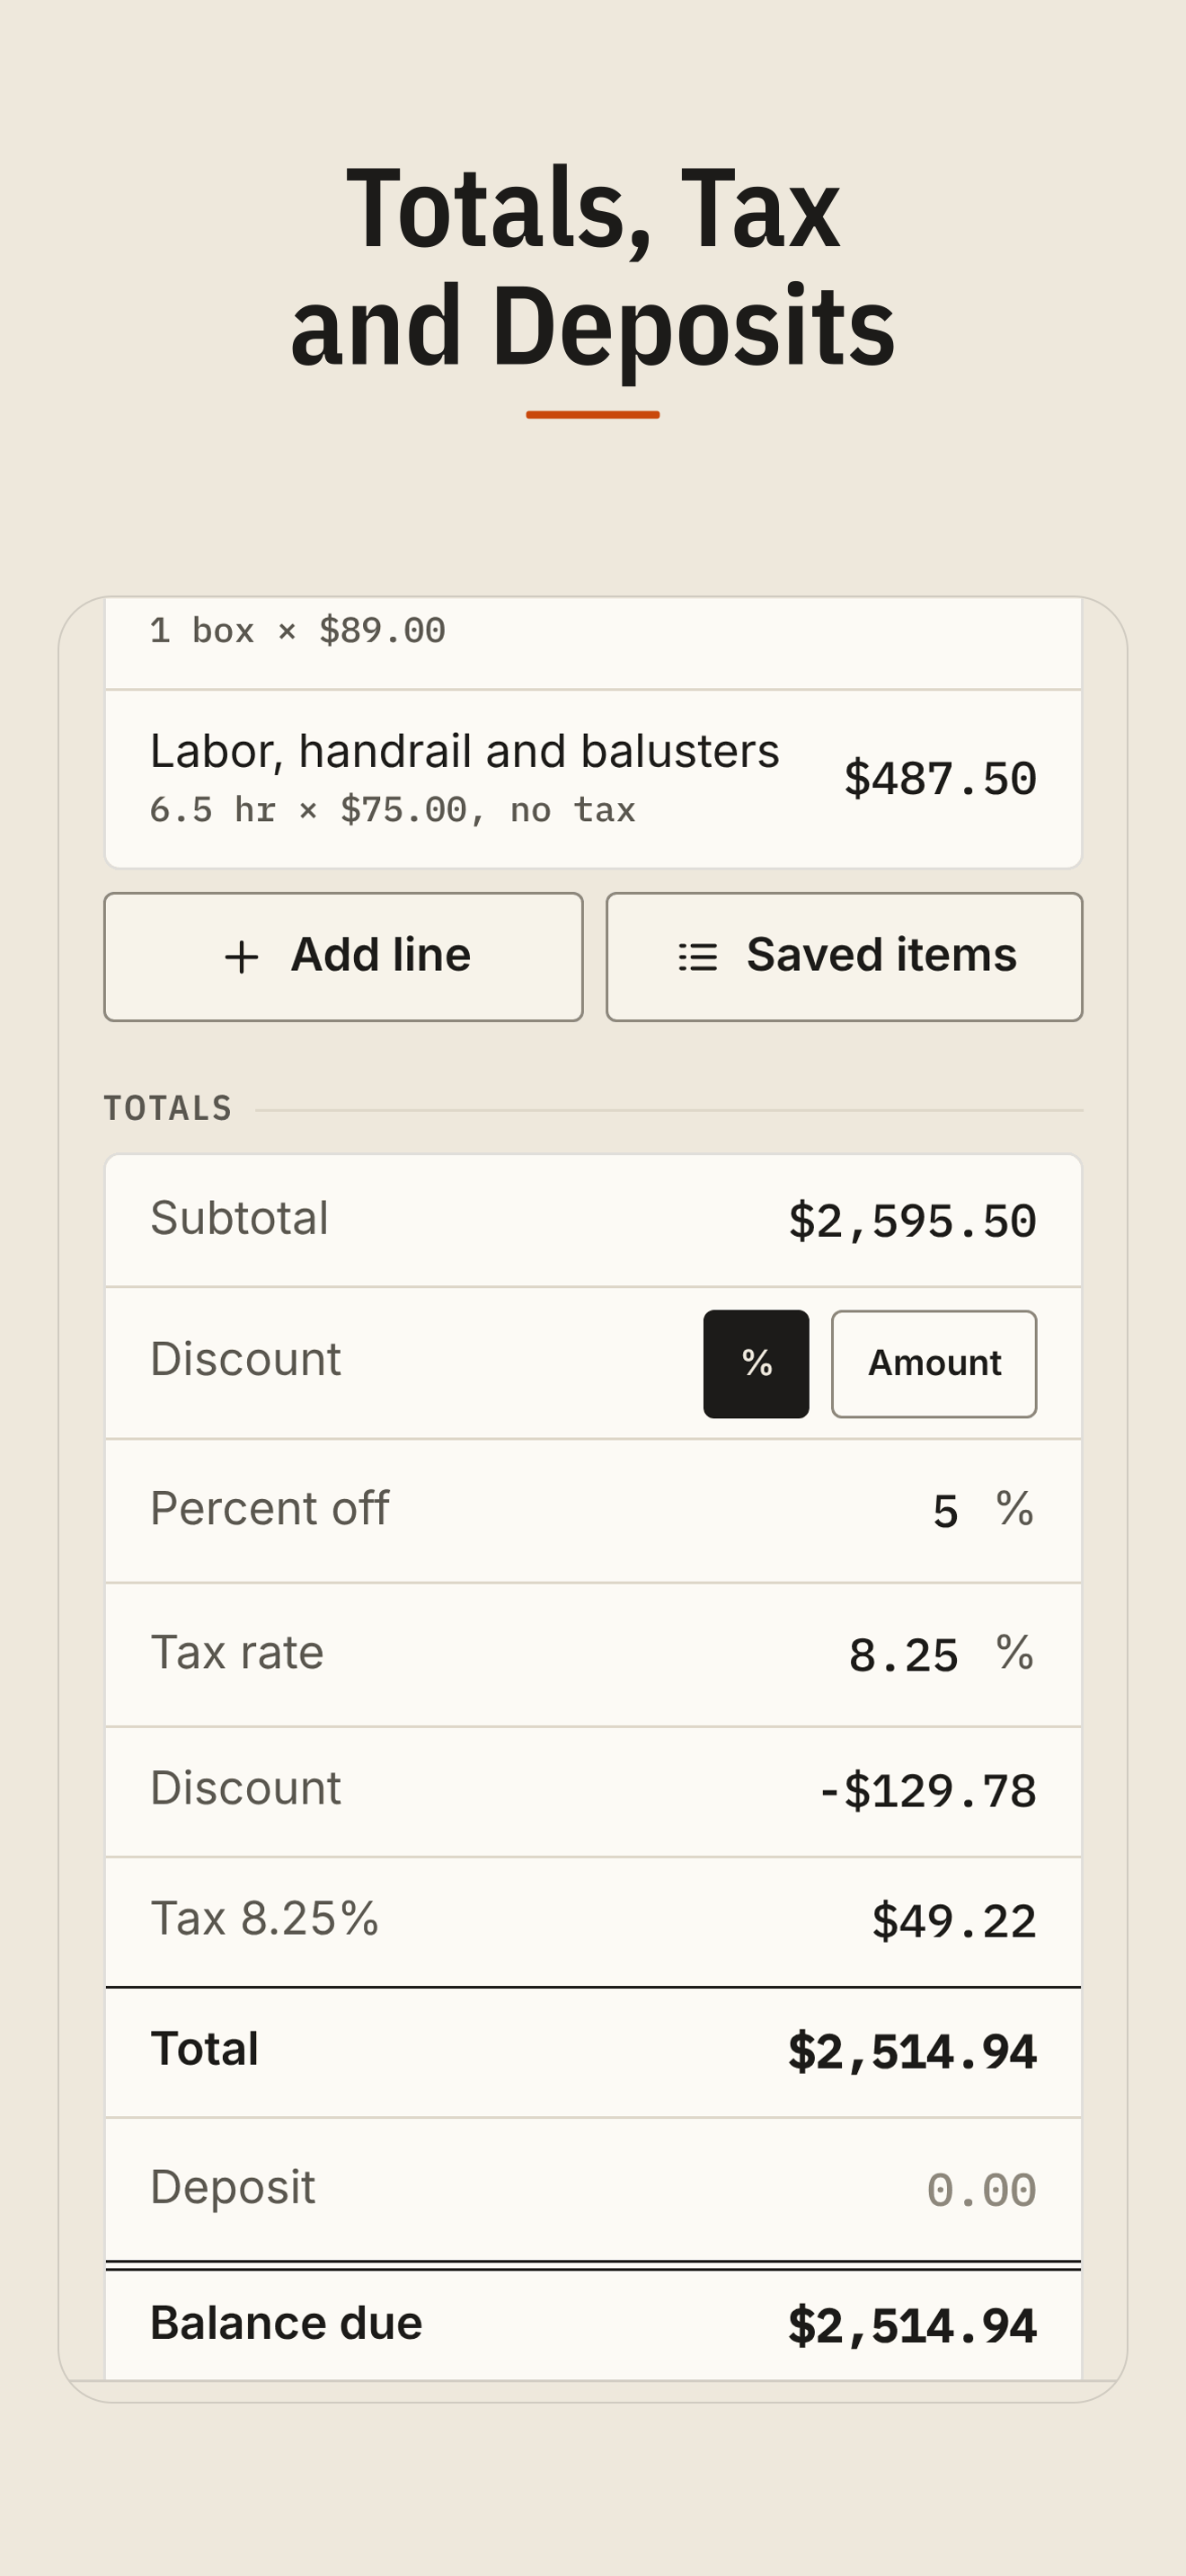 Totals, Tax
and Deposits
1 box × $89.00
Labor, handrail and balusters
$487.50
6.5 hr × $75.00, no tax
Add line
Saved items
TOTALS
Subtotal $2,595.50
Discount % Amount
Percent off 5 %
Tax rate 8.25 %
Discount -$129.78
Tax 8.25% $49.22
Total $2,514.94
Deposit 0.00
Balance due $2,514.94